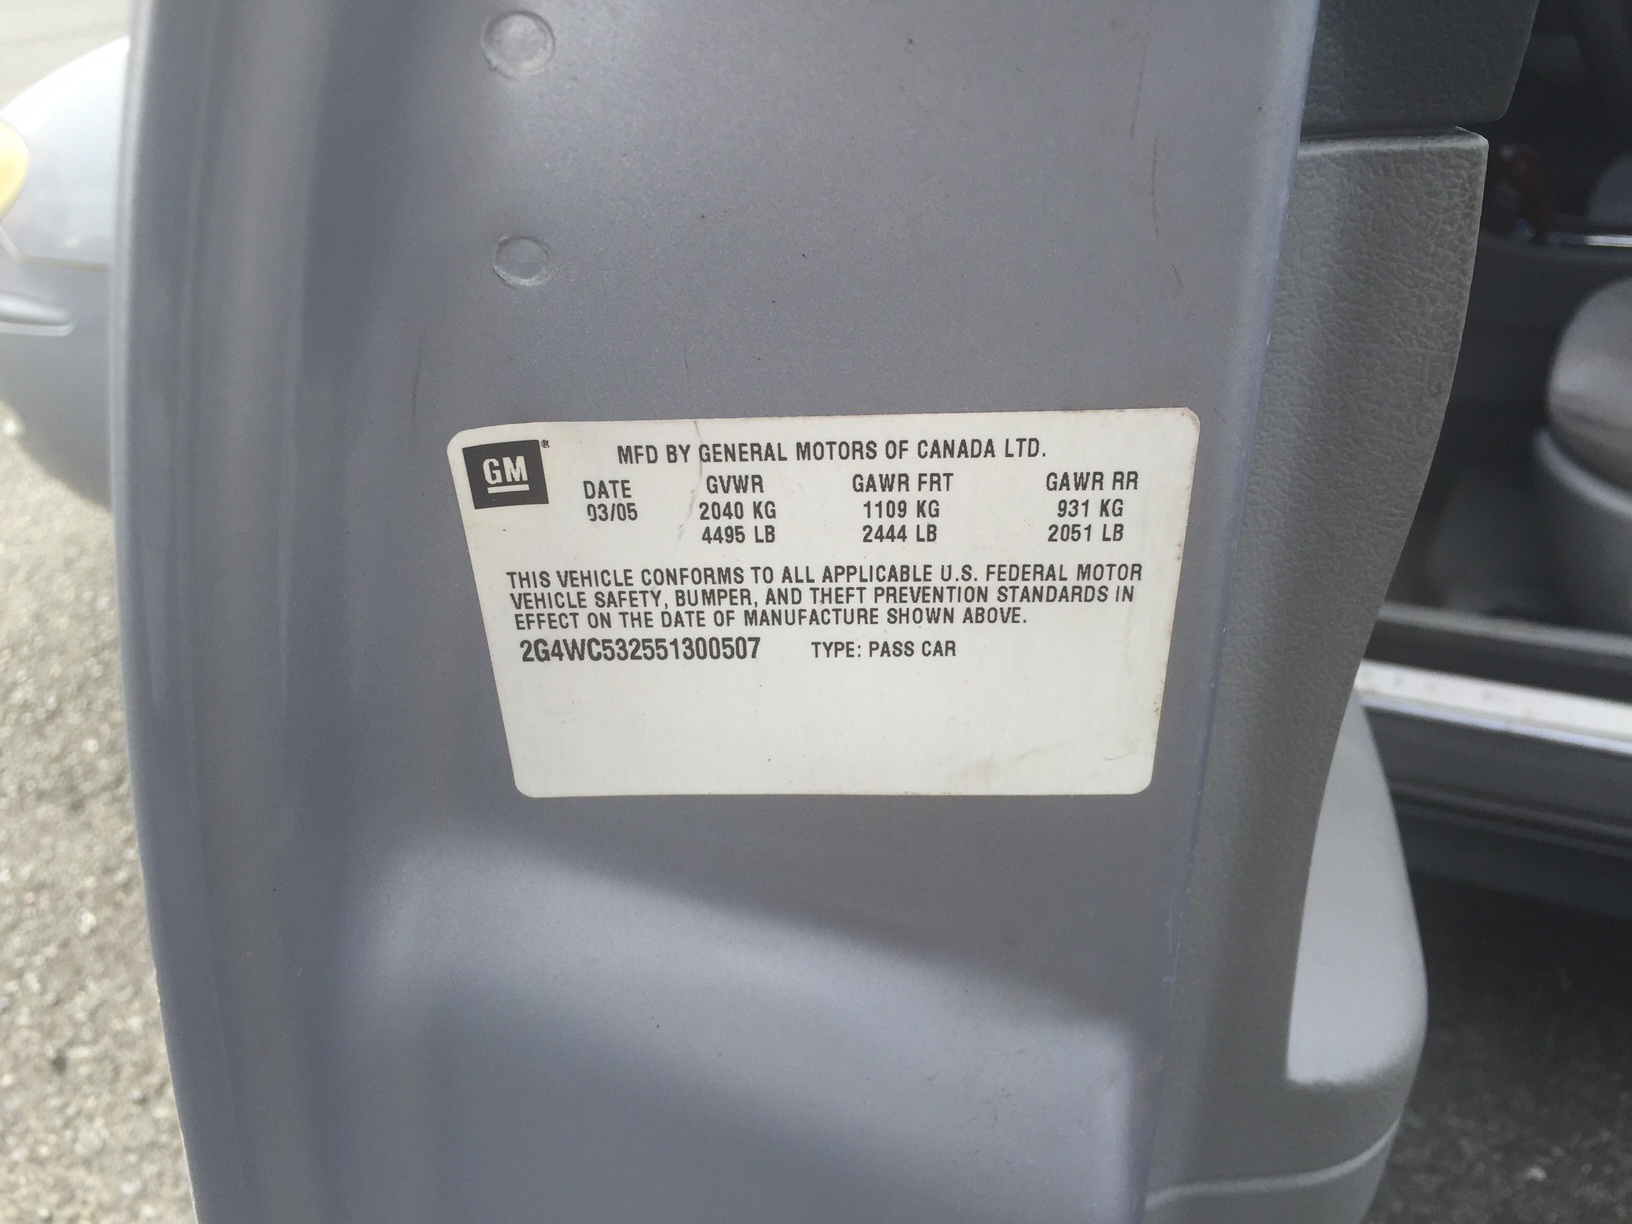 GM ® MFD BY GENERAL MOTORS OF CANADA LTD.
DATE GVWR GAWR FRT GAWR RR
03/05 2040 KG 1109 KG 931 KG
4495 LB 2444 LB 2051 LB
THIS VEHICLE CONFORMS TO ALL APPLICABLE U.S. FEDERAL MOTOR
VEHICLE SAFETY, BUMPER, AND THEFT PREVENTION STANDARDS IN
EFFECT ON THE DATE OF MANUFACTURE SHOWN ABOVE.
2G4WC532551300507 TYPE: PASS CAR